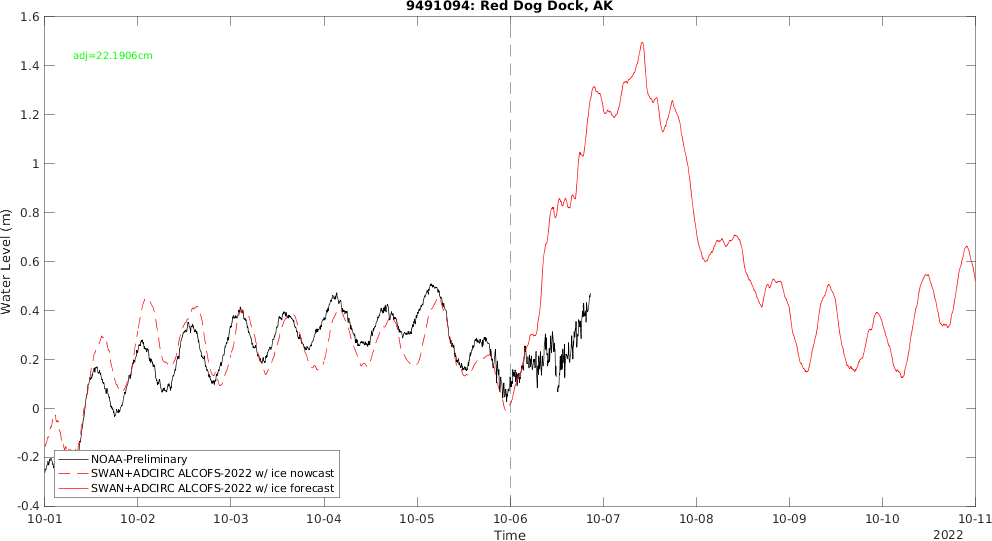 9491094: Red Dog Dock, AK
adj=22.1906cm
1.6
1.4
1.2
1
0.8
0.6
0.4
0.2
0
-0.2
-0.4
Water Level (m)
NOAA-Preliminary
SWAN+ADCIRC ALCOFS-2022 w/ ice nowcast
SWAN+ADCIRC ALCOFS-2022 w/ ice forecast
10-01 10-02 10-03 10-04 10-05 10-06 10-07 10-08 10-09 10-10 10-11
Time
2022